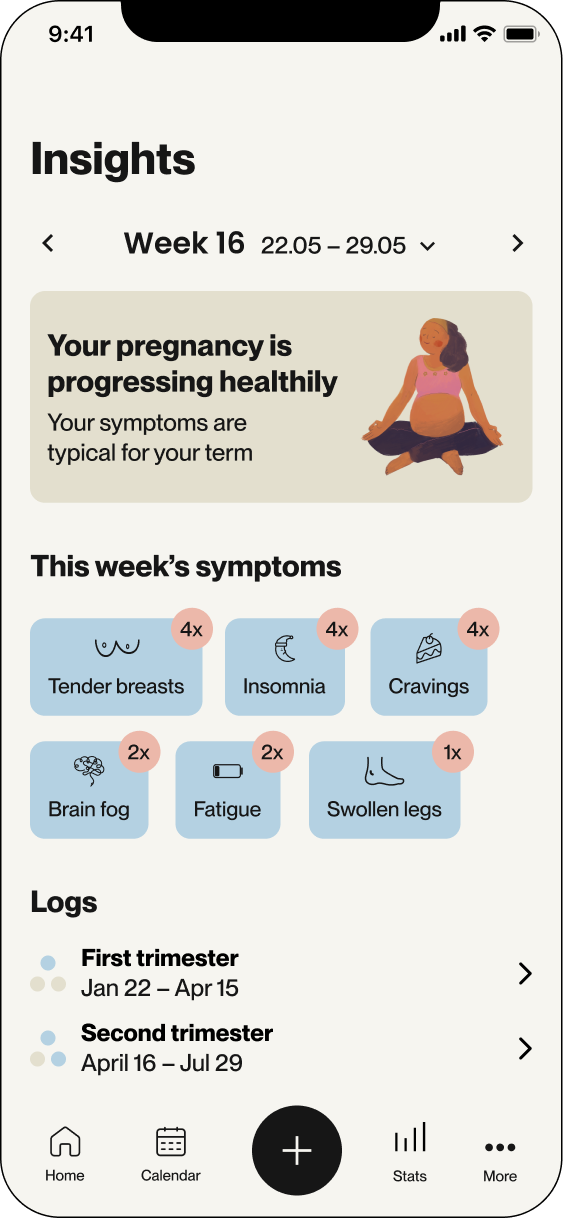 9:41
Insights
Week 16 22.05 – 29.05
Your pregnancy is
progressing healthily
Your symptoms are
typical for your term
This week’s symptoms
4x 4x 4x
Tender breasts Insomnia Cravings
2x 2x 1x
Brain fog Fatigue Swollen legs
Logs
First trimester
Jan 22 – Apr 15
Second trimester
April 16 – Jul 29
Home Calendar Stats More